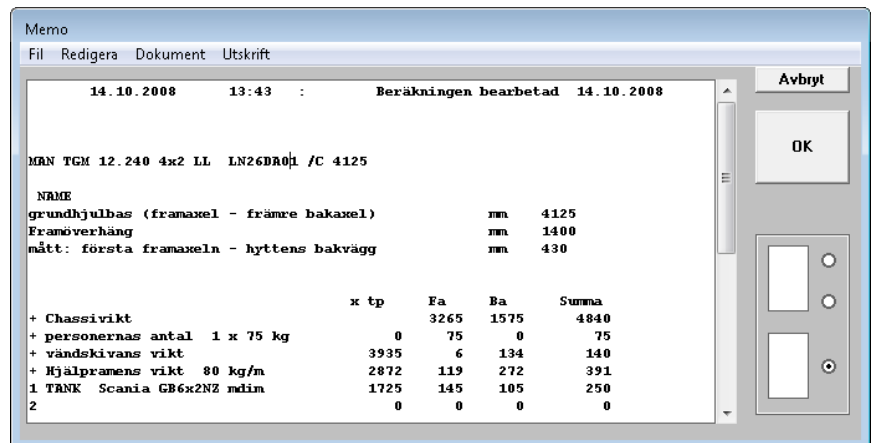 Memo
Fil Redigera Dokument Utskrift
Avbryt
OK
14.10.2008 13:43 : Beräkningen bearbetad 14.10.2008
MAN TGM 12.240 4x2 LL LN26DA01 /C 4125
NAME
grundhjulbas (framaxel - främre bakaxel) mm 4125
Framöverhäng mm 1400
mått: första framaxeln - hyttens bakvägg mm 430
x tp Fa Ba Summa
+ Chassivikt 3265 1575 4840
+ personernas antal 1 x 75 kg 0 75 0 75
+ vändskivans vikt 3935 6 134 140
+ Hjälpramens vikt 80 kg/m 2872 119 272 391
1 TANK Scania GB6x2NZ mdim 1725 145 105 250
2 0 0 0 0